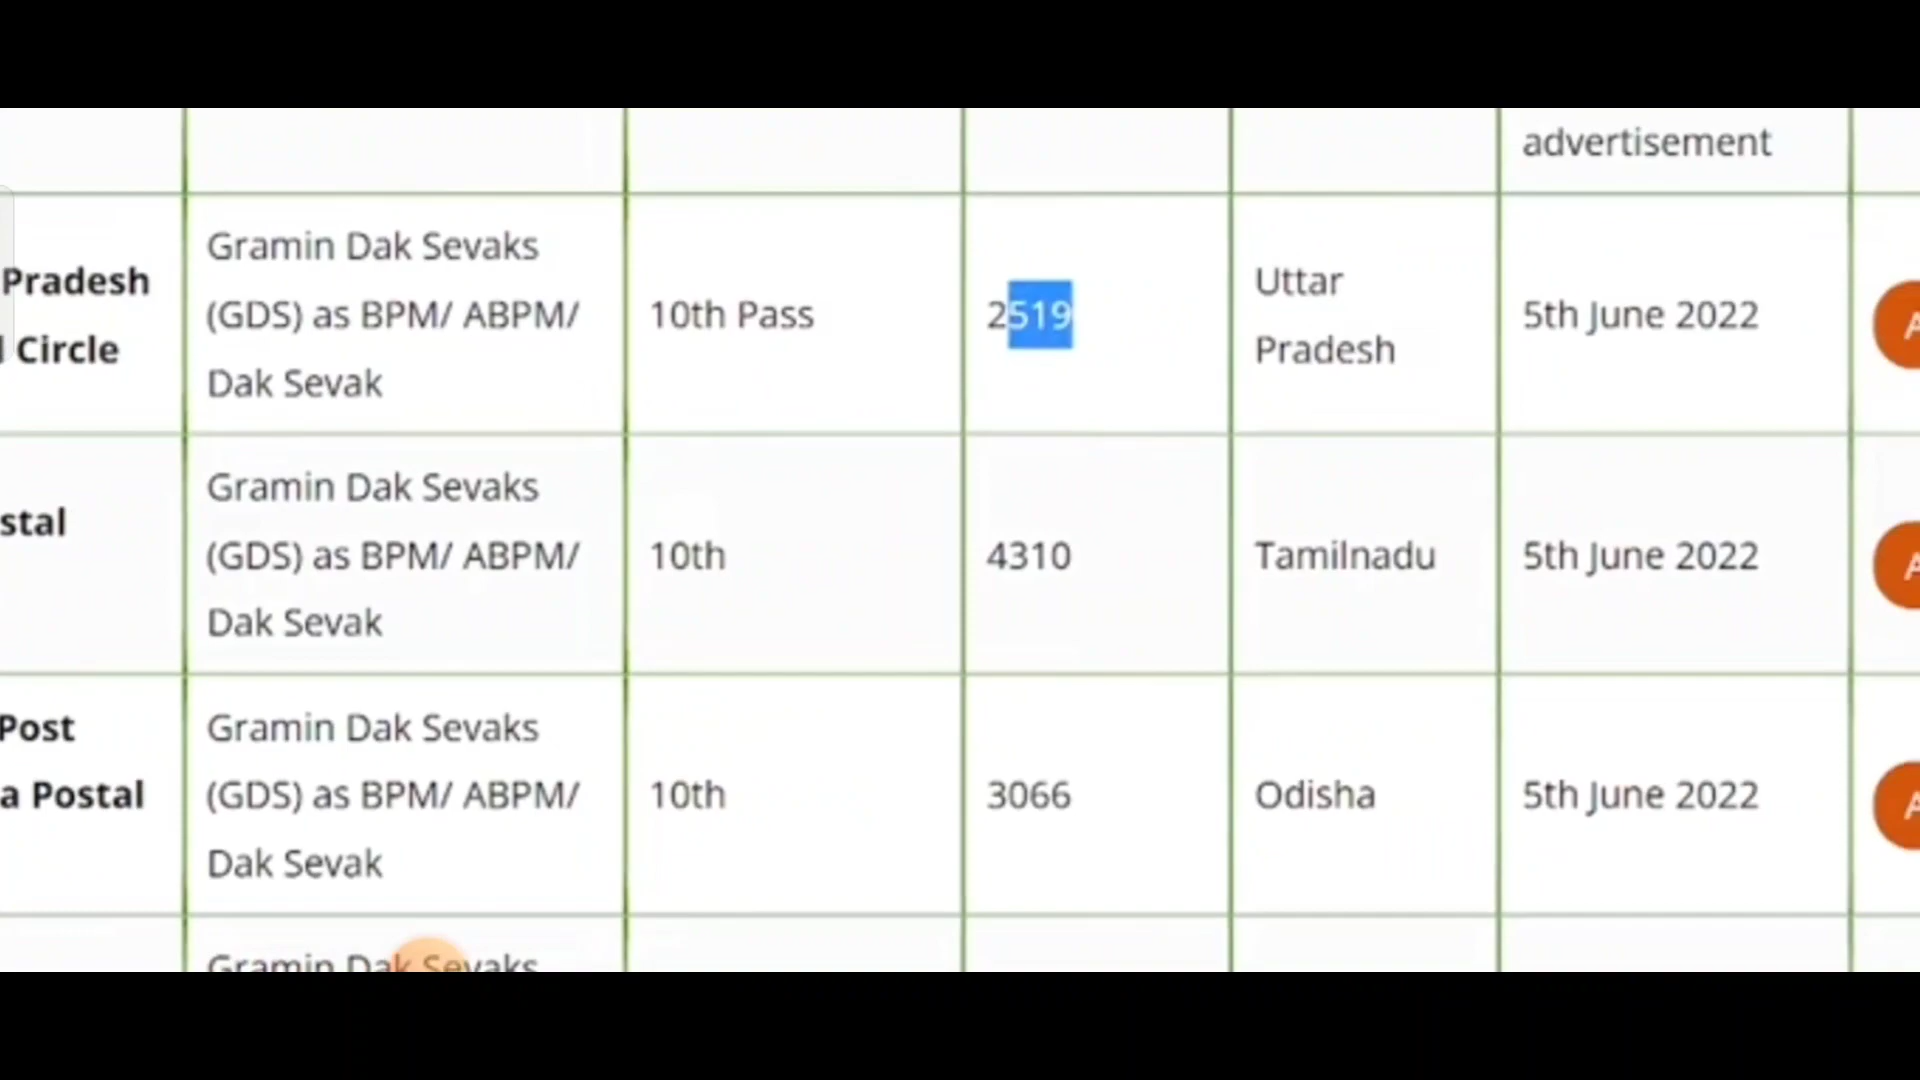 advertisement
Pradesh
Circle
Gramin Dak Sevaks
(GDS) as BPM/ ABPM/
Dak Sevak
10th Pass
2519
Uttar
Pradesh
5th June 2022
A
stal
Gramin Dak Sevaks
(GDS) as BPM/ ABPM/
Dak Sevak
10th
4310
Tamilnadu
5th June 2022
A
Post
a Postal
Gramin Dak Sevaks
(GDS) as BPM/ ABPM/
Dak Sevak
10th
3066
Odisha
5th June 2022
A
Gramin Dak Sevaks